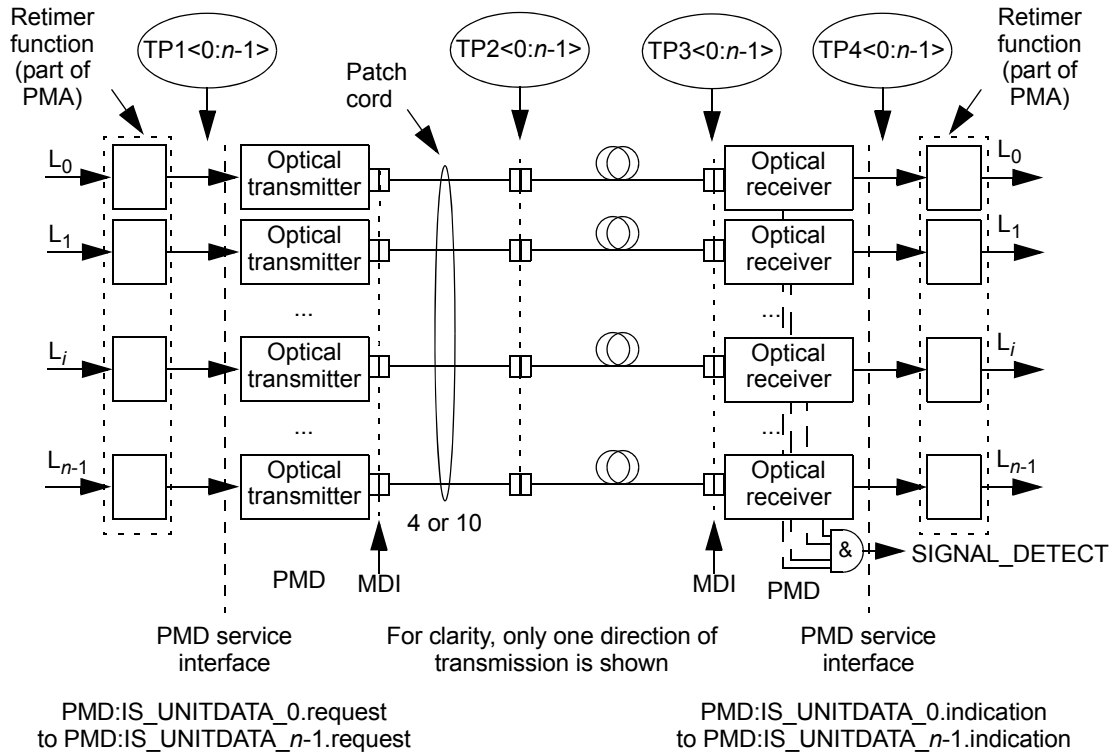 Retimer
function
(part of
PMA)
TP1<0:n-1>
Patch
cord
TP2<0:n-1>
TP3<0:n-1>
TP4<0:n-1>
Retimer
function
(part of
PMA)
L0
Optical
transmitter
Optical
receiver
L0
L1
Optical
transmitter
Optical
receiver
L1
...
...
Li
Optical
transmitter
Optical
receiver
Li
...
...
Ln-1
Optical
transmitter
Optical
receiver
Ln-1
4 or 10
&
SIGNAL_DETECT
PMD
MDI
MDI
PMD
PMD service
interface
For clarity, only one direction of
transmission is shown
PMD service
interface
PMD:IS_UNITDATA_0.request
to PMD:IS_UNITDATA_n-1.request
PMD:IS_UNITDATA_0.indication
to PMD:IS_UNITDATA_n-1.indication